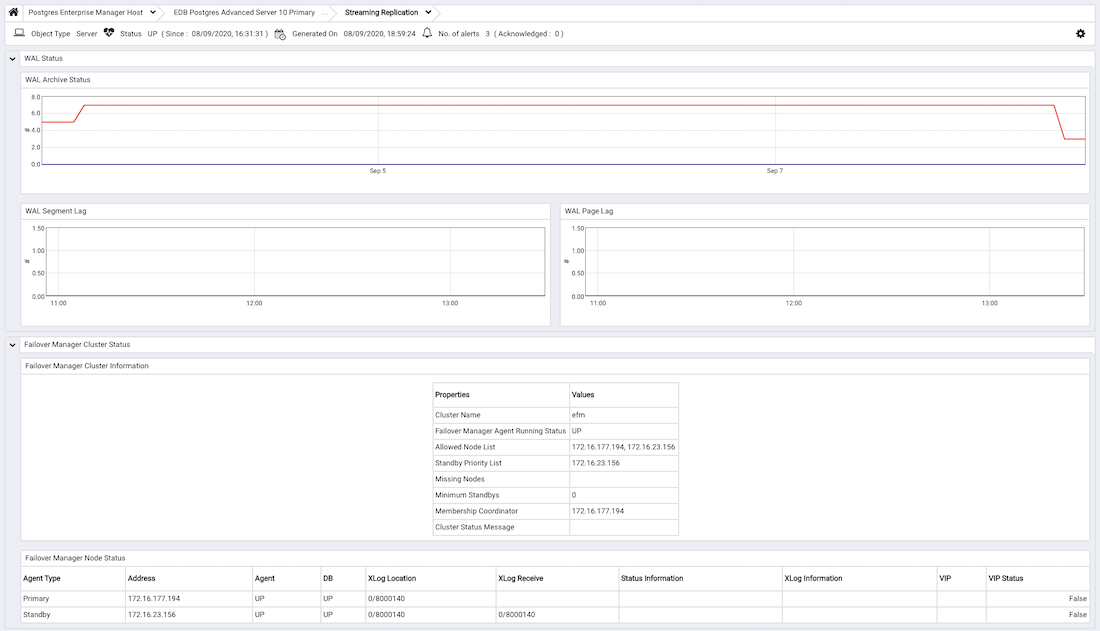 Postgres Enterprise Manager Host EDB Postgres Advanced Server 10 Primary ... Streaming Replication
Object Type Server Status UP ( Since : 08/09/2020, 16:31:31 ) Generated On 08/09/2020, 18:59:24 No. of alerts 3 ( Acknowledged : 0 )
WAL Status
WAL Archive Status
8.0
6.0
# 4.0
2.0
0.0
Sep 5 Sep 7
WAL Segment Lag WAL Page Lag
1.50 1.50
1.00 1.00
# #
0.50 0.50
0.00 0.00
11:00 12:00 13:00 11:00 12:00 13:00
Failover Manager Cluster Status
Failover Manager Cluster Information
Properties Values
Cluster Name efm
Failover Manager Agent Running Status UP
Allowed Node List 172.16.177.194, 172.16.23.156
Standby Priority List 172.16.23.156
Missing Nodes
Minimum Standbys 0
Membership Coordinator 172.16.177.194
Cluster Status Message
Failover Manager Node Status
Agent Type Address Agent DB XLog Location XLog Receive Status Information XLog Information VIP VIP Status
Primary 172.16.177.194 UP UP 0/8000140 False
Standby 172.16.23.156 UP UP 0/8000140 0/8000140 False